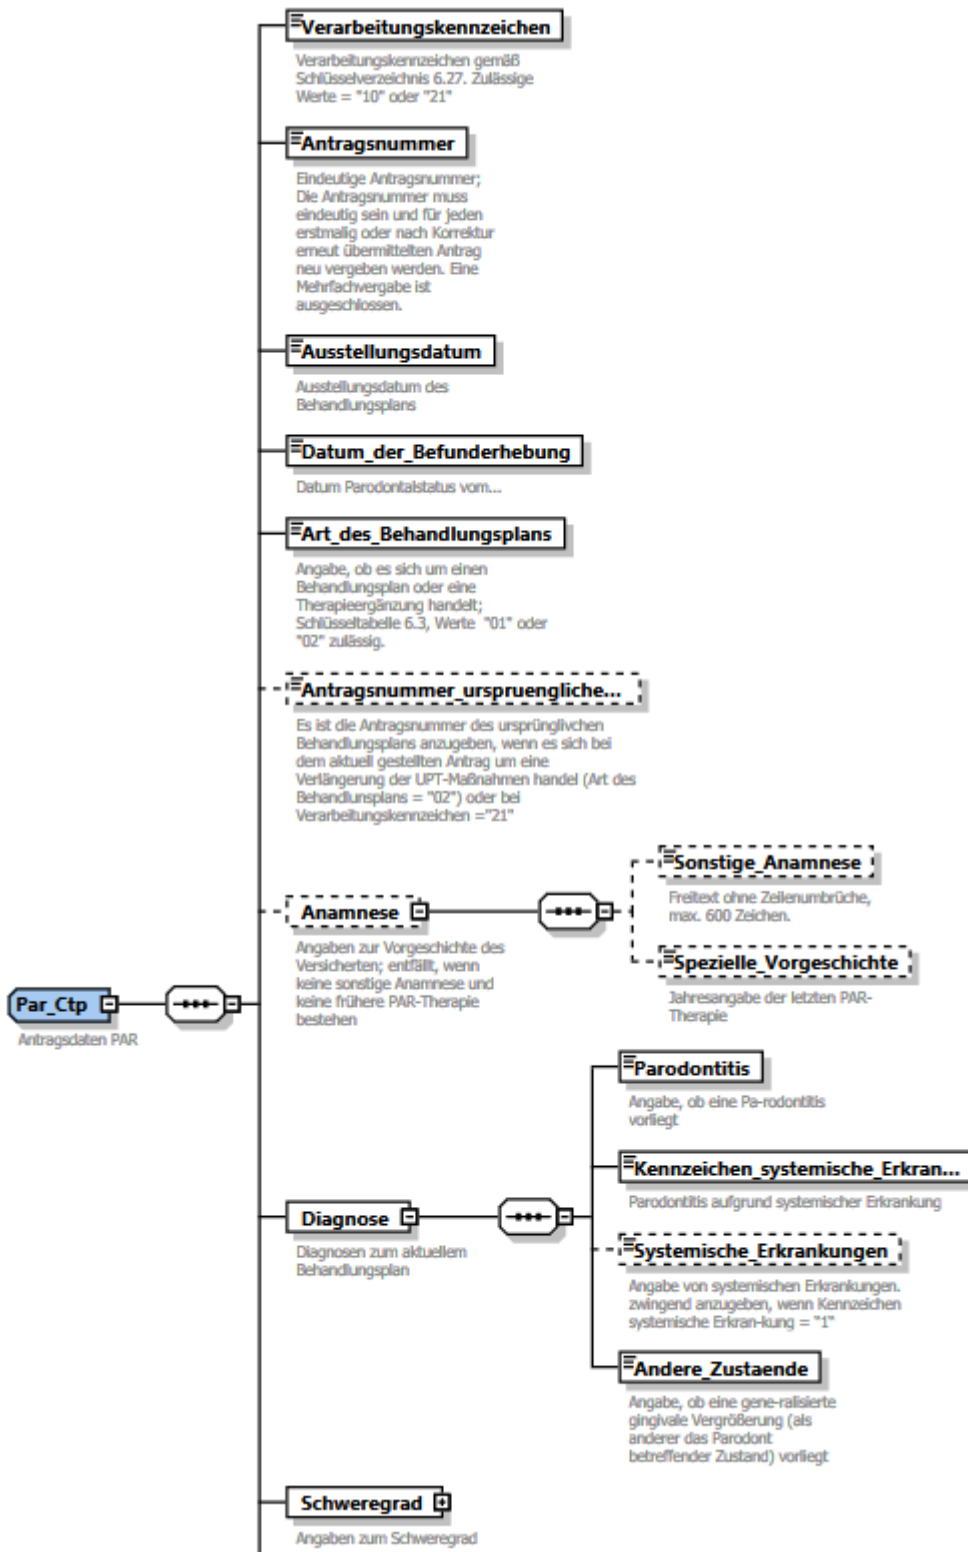 Verarbeitungskennzeichen
Verarbeitungskennzeichen gemäß
Schlüsselverzeichnis 6.27. Zulässige
Werte = "10" oder "21"
Antragsnummer
Eindeutige Antragsnummer;
Die Antragsnummer muss
eindeutig sein und für jeden
erstmalig oder nach Korrektur
erneut übermittelten Antrag
neu vergeben werden. Eine
Mehrfachvergabe ist
ausgeschlossen.
Ausstellungsdatum
Ausstellungsdatum des
Behandlungsplans
Datum_der_Befunderhebung
Datum Parodontalstatus vom...
Art_des_Behandlungsplans
Angabe, ob es sich um einen
Behandlungsplan oder eine
Therapieergänzung handelt;
Schlüsseltabelle 6.3, Werte "01" oder
"02" zulässig.
Antragsnummer_urspruengliche...
Es ist die Antragsnummer des ursprünglivchen
Behandlungsplans anzugeben, wenn es sich bei
dem aktuell gestellten Antrag um eine
Verlängerung der UPT-Maßnahmen handel (Art des
Behandlunsplans = "02") oder bei
Verarbeitungskennzeichen ="21"
Anamnese
Angaben zur Vorgeschichte des
Versicherten; entfällt, wenn
keine sonstige Anamnese und
keine frühere PAR-Therapie
bestehen
Sonstige_Anamnese
Freitext ohne Zeilenumbrüche,
max. 600 Zeichen.
Spezielle_Vorgeschichte
Jahresangabe der letzten PAR-
Therapie
Par_Ctp
Antragsdaten PAR
Diagnose
Diagnosen zum aktuellem
Behandlungsplan
Parodontitis
Angabe, ob eine Pa-rodontitis
vorliegt
Kennzeichen_systemische_Erkran...
Parodontitis aufgrund systemischer Erkrankung
Systemische_Erkrankungen
Angabe von systemischen Erkrankungen.
zwingend anzugeben, wenn Kennzeichen
systemische Erkran-kung = "1"
Andere_Zustaende
Angabe, ob eine gene-ralisierte
gingivale Vergrößerung (als
anderer das Parodont
betreffender Zustand) vorliegt
Schweregrad
Angaben zum Schweregrad